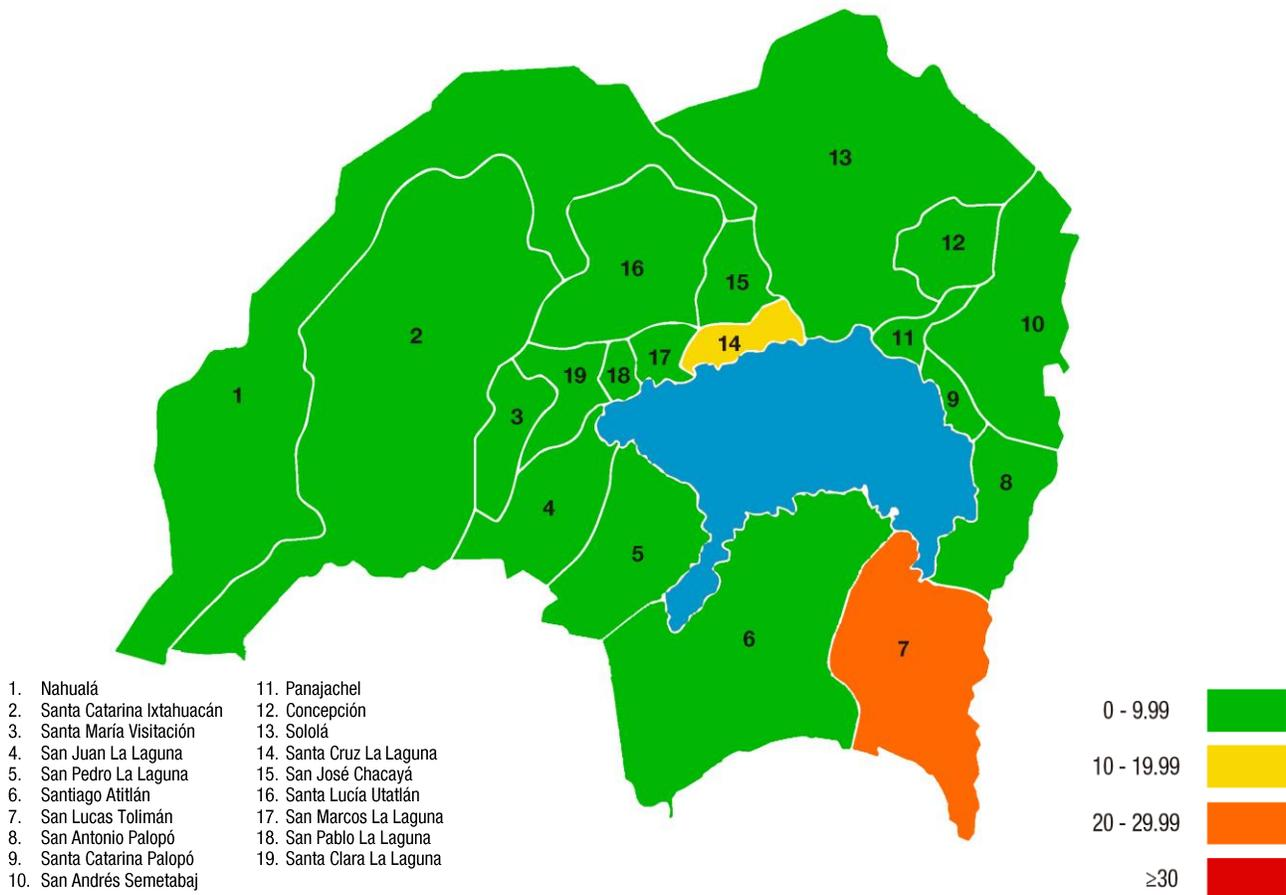 13
12
16
15
2
10
11
14
17
19
18
1
9
3
8
4
5
6
7
1. Nahualá
2. Santa Catarina Ixtahuacán
3. Santa María Visitación
4. San Juan La Laguna
5. San Pedro La Laguna
6. Santiago Atitlán
7. San Lucas Tolimán
8. San Antonio Palopó
9. Santa Catarina Palopó
10. San Andrés Semetabaj
11. Panajachel
12. Concepción
13. Sololá
14. Santa Cruz La Laguna
15. San José Chacayá
16. Santa Lucía Utatlán
17. San Marcos La Laguna
18. San Pablo La Laguna
19. Santa Clara La Laguna
0 - 9.99
10 - 19.99
20 - 29.99
≥30